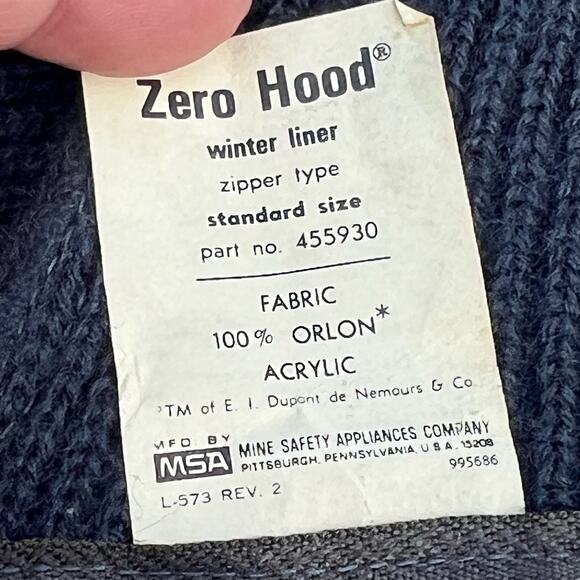 Zero Hood®
winter liner
zipper type
standard size
part no. 455930
FABRIC
100% ORLON*
ACRYLIC
*TM of E. I. Dupont de Nemours & Co.
MFD BY
MSA MINE SAFETY APPLIANCES COMPANY
PITTSBURGH, PENNSYLVANIA, U.S.A. 15208
995686
L-573 REV. 2